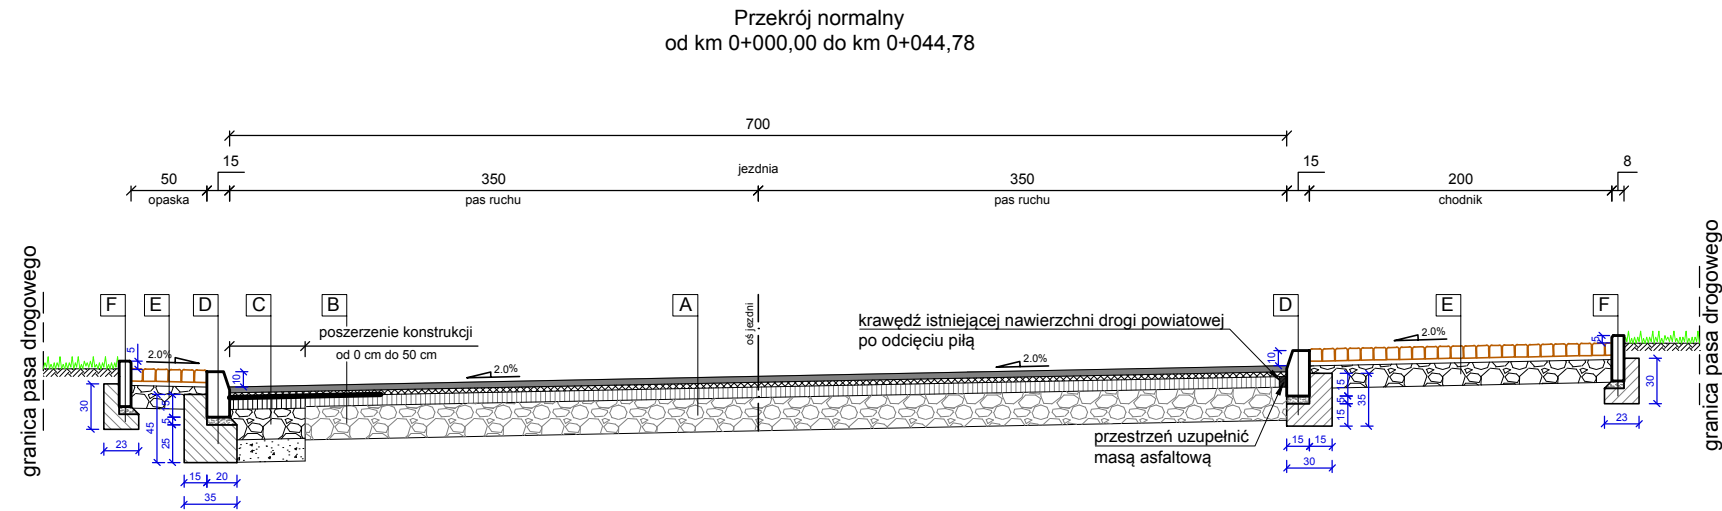 Przekrój normalny
od km 0+000,00 do km 0+044,78
700
15
jezdnia
15
8
50
350
350
200
opaska
pas ruchu
pas ruchu
chodnik
granica pasa drogowego
granica pasa drogowego
F
E
D
C
B
A
D
E
F
oś jezdni
poszerzenie konstrukcji
od 0 cm do 50 cm
krawędź istniejącej nawierzchni drogi powiatowej
po odcięciu piłą
2.0%
2.0%
2.0%
2.0%
5
10
10
5
30
23
45
15
5
25
15
20
35
15
5
15
35
15
15
30
30
23
przestrzeń uzupełnić
masą asfaltową